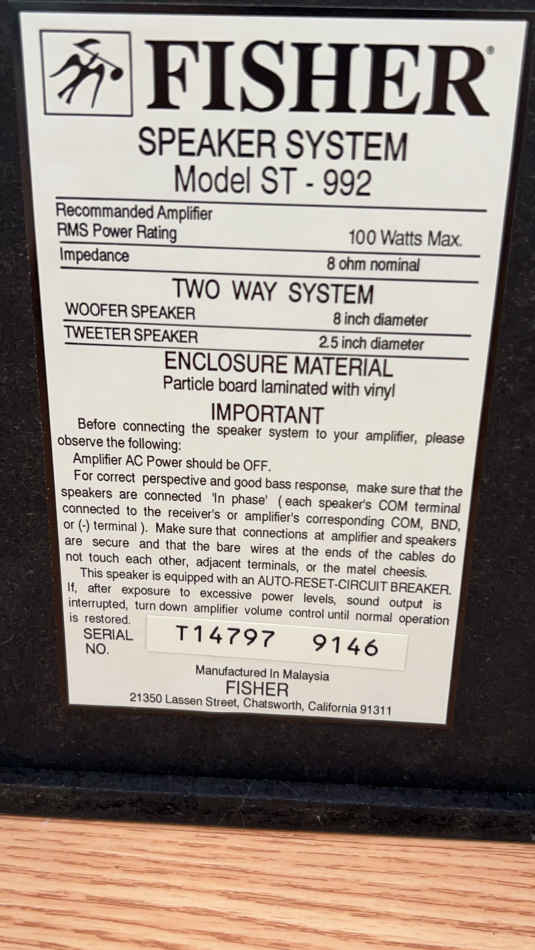 FISHER®
SPEAKER SYSTEM
Model ST - 992
Recommanded Amplifier
RMS Power Rating 100 Watts Max.
Impedance 8 ohm nominal
TWO WAY SYSTEM
WOOFER SPEAKER 8 inch diameter
TWEETER SPEAKER 2.5 inch diameter
ENCLOSURE MATERIAL
Particle board laminated with vinyl
IMPORTANT
Before connecting the speaker system to your amplifier, please
observe the following:
Amplifier AC Power should be OFF.
For correct perspective and good bass response, make sure that the
speakers are connected 'In phase' ( each speaker's COM terminal
connected to the receiver's or amplifier's corresponding COM, BND,
or (-) terminal ). Make sure that connections at amplifier and speakers
are secure and that the bare wires at the ends of the cables do
not touch each other, adjacent terminals, or the matel cheesis.
This speaker is equipped with an AUTO-RESET-CIRCUIT BREAKER.
If, after exposure to excessive power levels, sound output is
interrupted, turn down amplifier volume control until normal operation
is restored.
SERIAL
NO. T14797 9146
Manufactured In Malaysia
FISHER
21350 Lassen Street, Chatsworth, California 91311